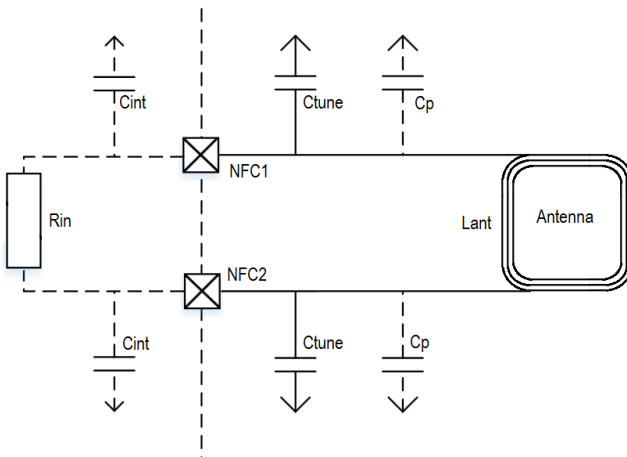 Cint
Ctune
Cp
NFC1
Rin
Lant
Antenna
NFC2
Cint
Ctune
Cp